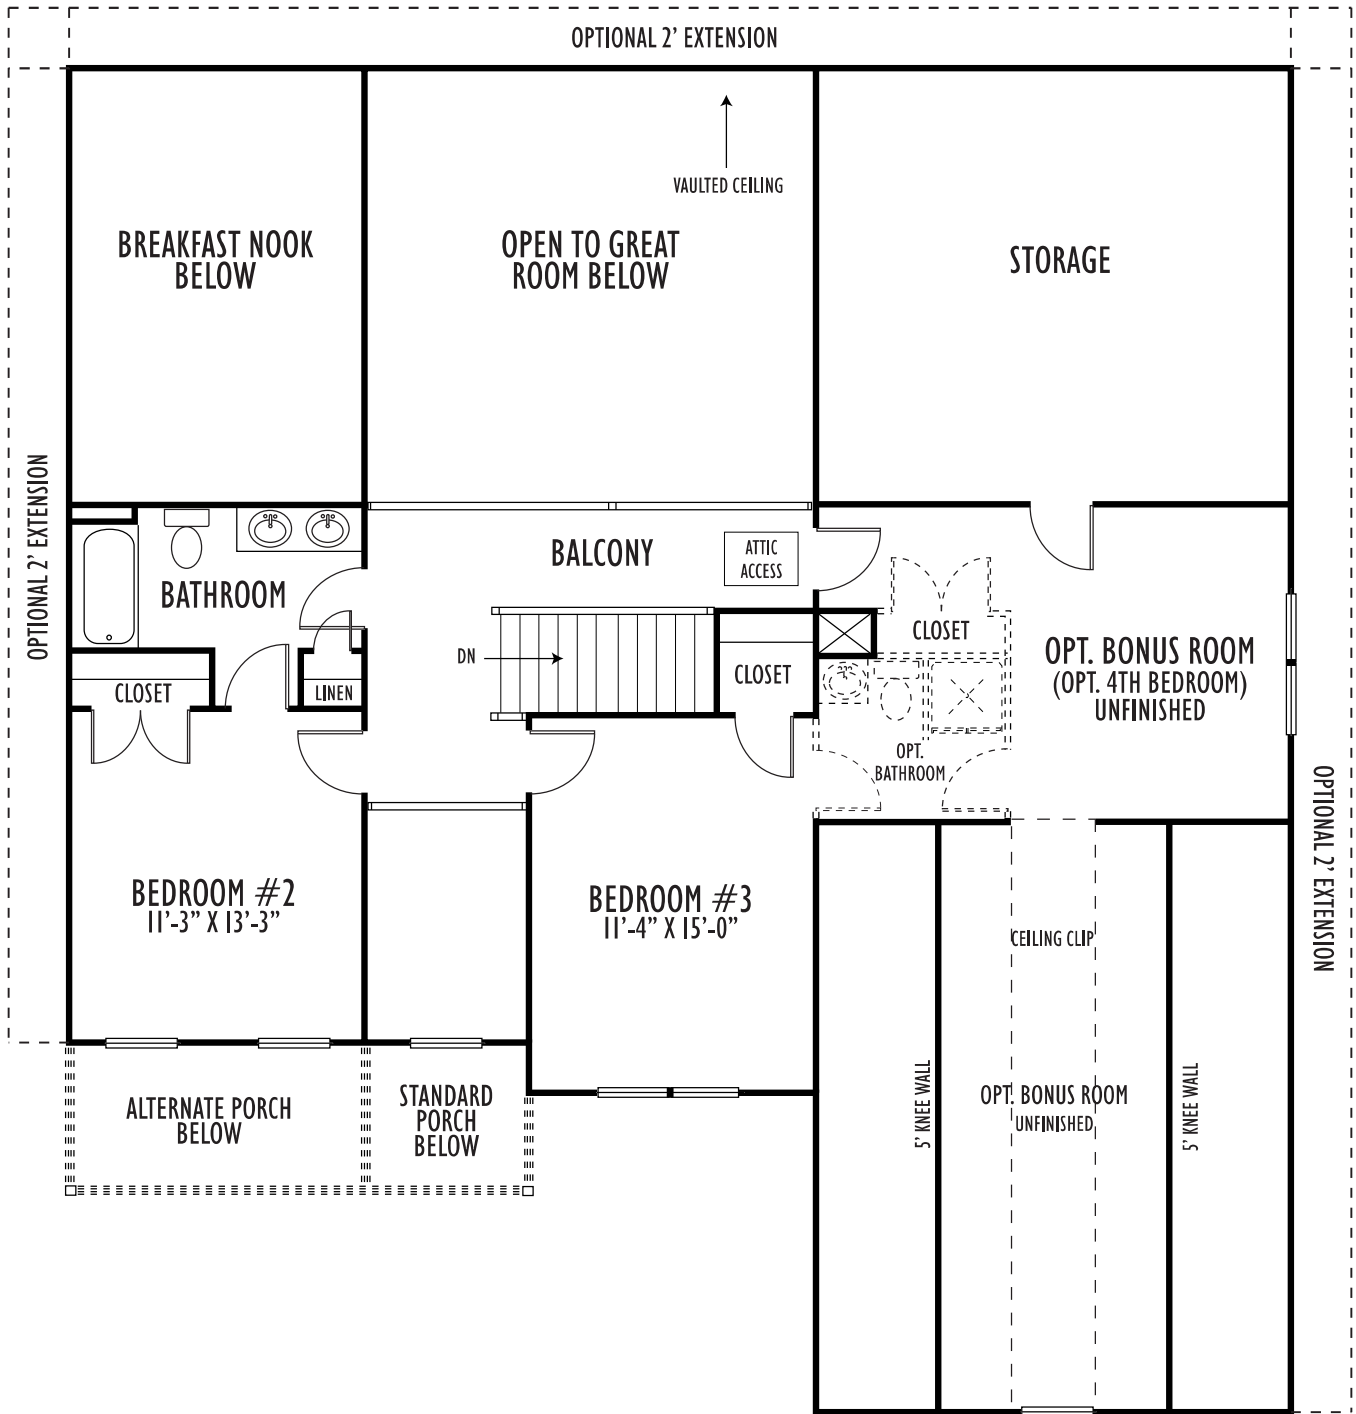 OPTIONAL 2' EXTENSION
VAULTED CEILING
BREAKFAST NOOK
BELOW
OPEN TO GREAT
ROOM BELOW
STORAGE
OPTIONAL 2' EXTENSION
BATHROOM
BALCONY
ATTIC
ACCESS
DN
CLOSET
LINEN
CLOSET
CLOSET
OPT. BONUS ROOM
(OPT. 4TH BEDROOM)
UNFINISHED
OPT.
BATHROOM
OPTIONAL 2' EXTENSION
BEDROOM #2
11'-3" X 13'-3"
BEDROOM #3
11'-4" X 15'-0"
CEILING CLIP
ALTERNATE PORCH
BELOW
STANDARD
PORCH
BELOW
5' KNEE WALL
OPT. BONUS ROOM
UNFINISHED
5' KNEE WALL